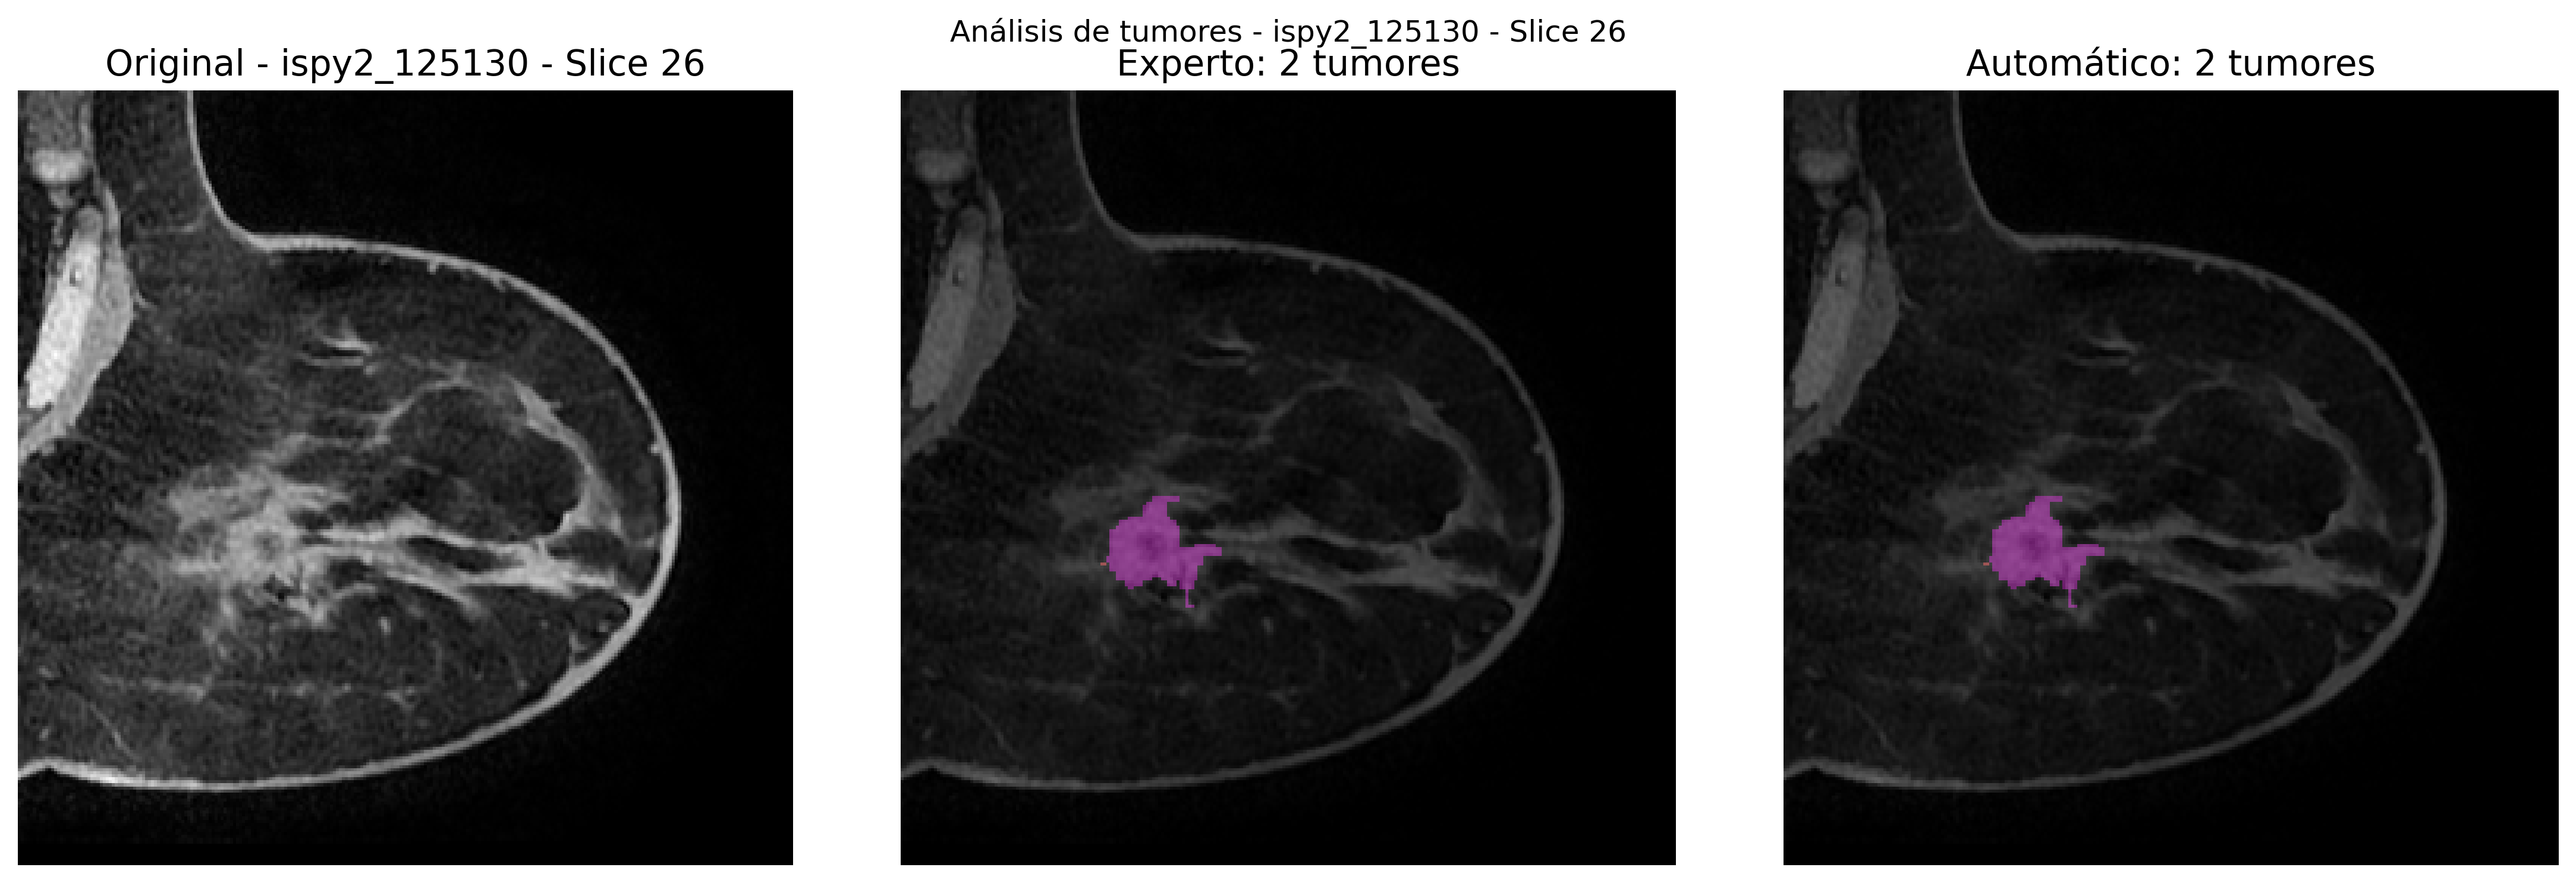 Análisis de tumores - ispy2_125130 - Slice 26
Original - ispy2_125130 - Slice 26
Experto: 2 tumores
Automático: 2 tumores